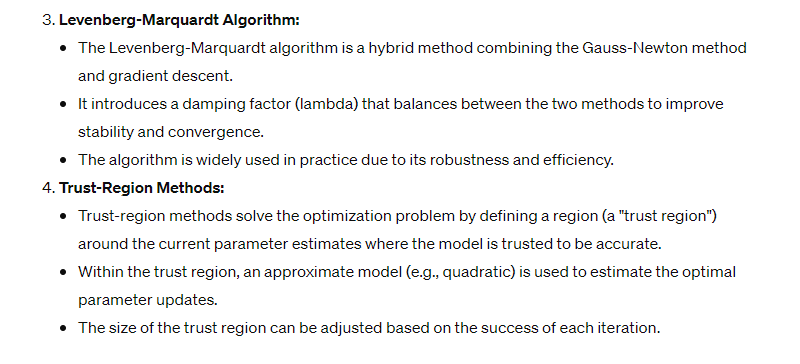 3. Levenberg-Marquardt Algorithm:
• The Levenberg-Marquardt algorithm is a hybrid method combining the Gauss-Newton method
and gradient descent.
• It introduces a damping factor (lambda) that balances between the two methods to improve
stability and convergence.
• The algorithm is widely used in practice due to its robustness and efficiency.
4. Trust-Region Methods:
• Trust-region methods solve the optimization problem by defining a region (a "trust region")
around the current parameter estimates where the model is trusted to be accurate.
• Within the trust region, an approximate model (e.g., quadratic) is used to estimate the optimal
parameter updates.
• The size of the trust region can be adjusted based on the success of each iteration.